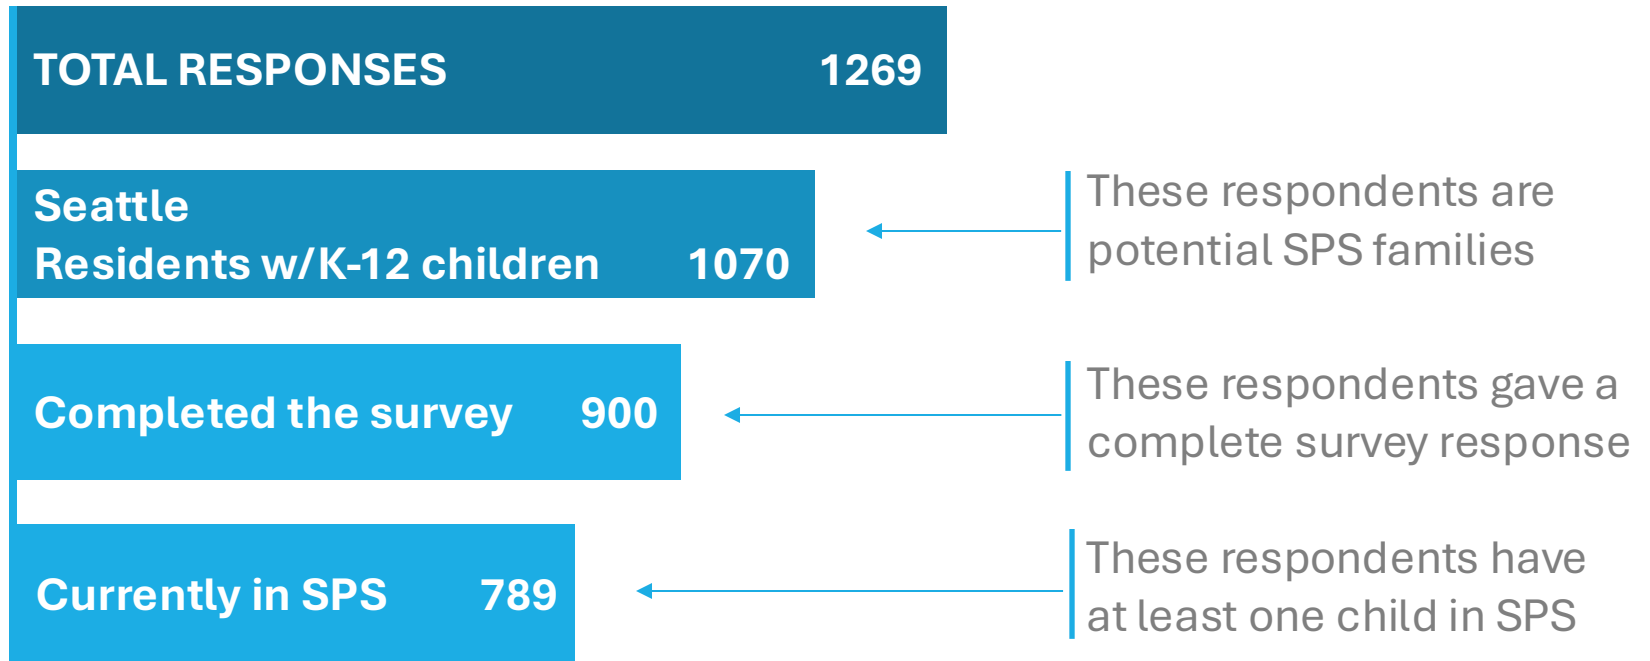 TOTAL RESPONSES 1269
Seattle
Residents w/K-12 children 1070
These respondents are
potential SPS families
Completed the survey 900
These respondents gave a
complete survey response
Currently in SPS 789
These respondents have
at least one child in SPS